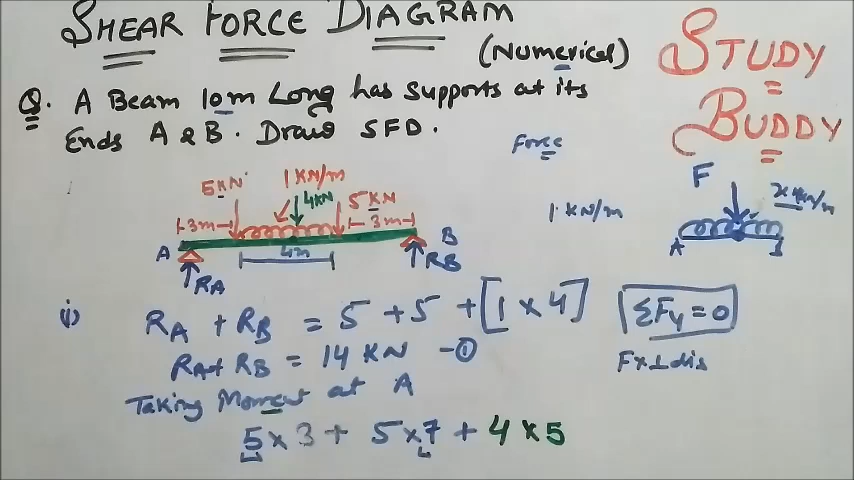 SHEAR FORCE DIAGRAM
(Numerical)
STUDY
BUDDY
Q. A Beam 10m Long has supports at its
Ends A & B. Draw SFD.
Force
5KN
1 KN/m
4KN
5 KN
3m
3m
A
B
4m
RA
RB
1 KN/m
F
x KN/m
A
B
(i) RA + RB = 5 + 5 + [1 × 4]
ΣFy = 0
RA + RB = 14 KN -①
F×⊥dis
Taking Moment at A
5×3 + 5×7 + 4×5